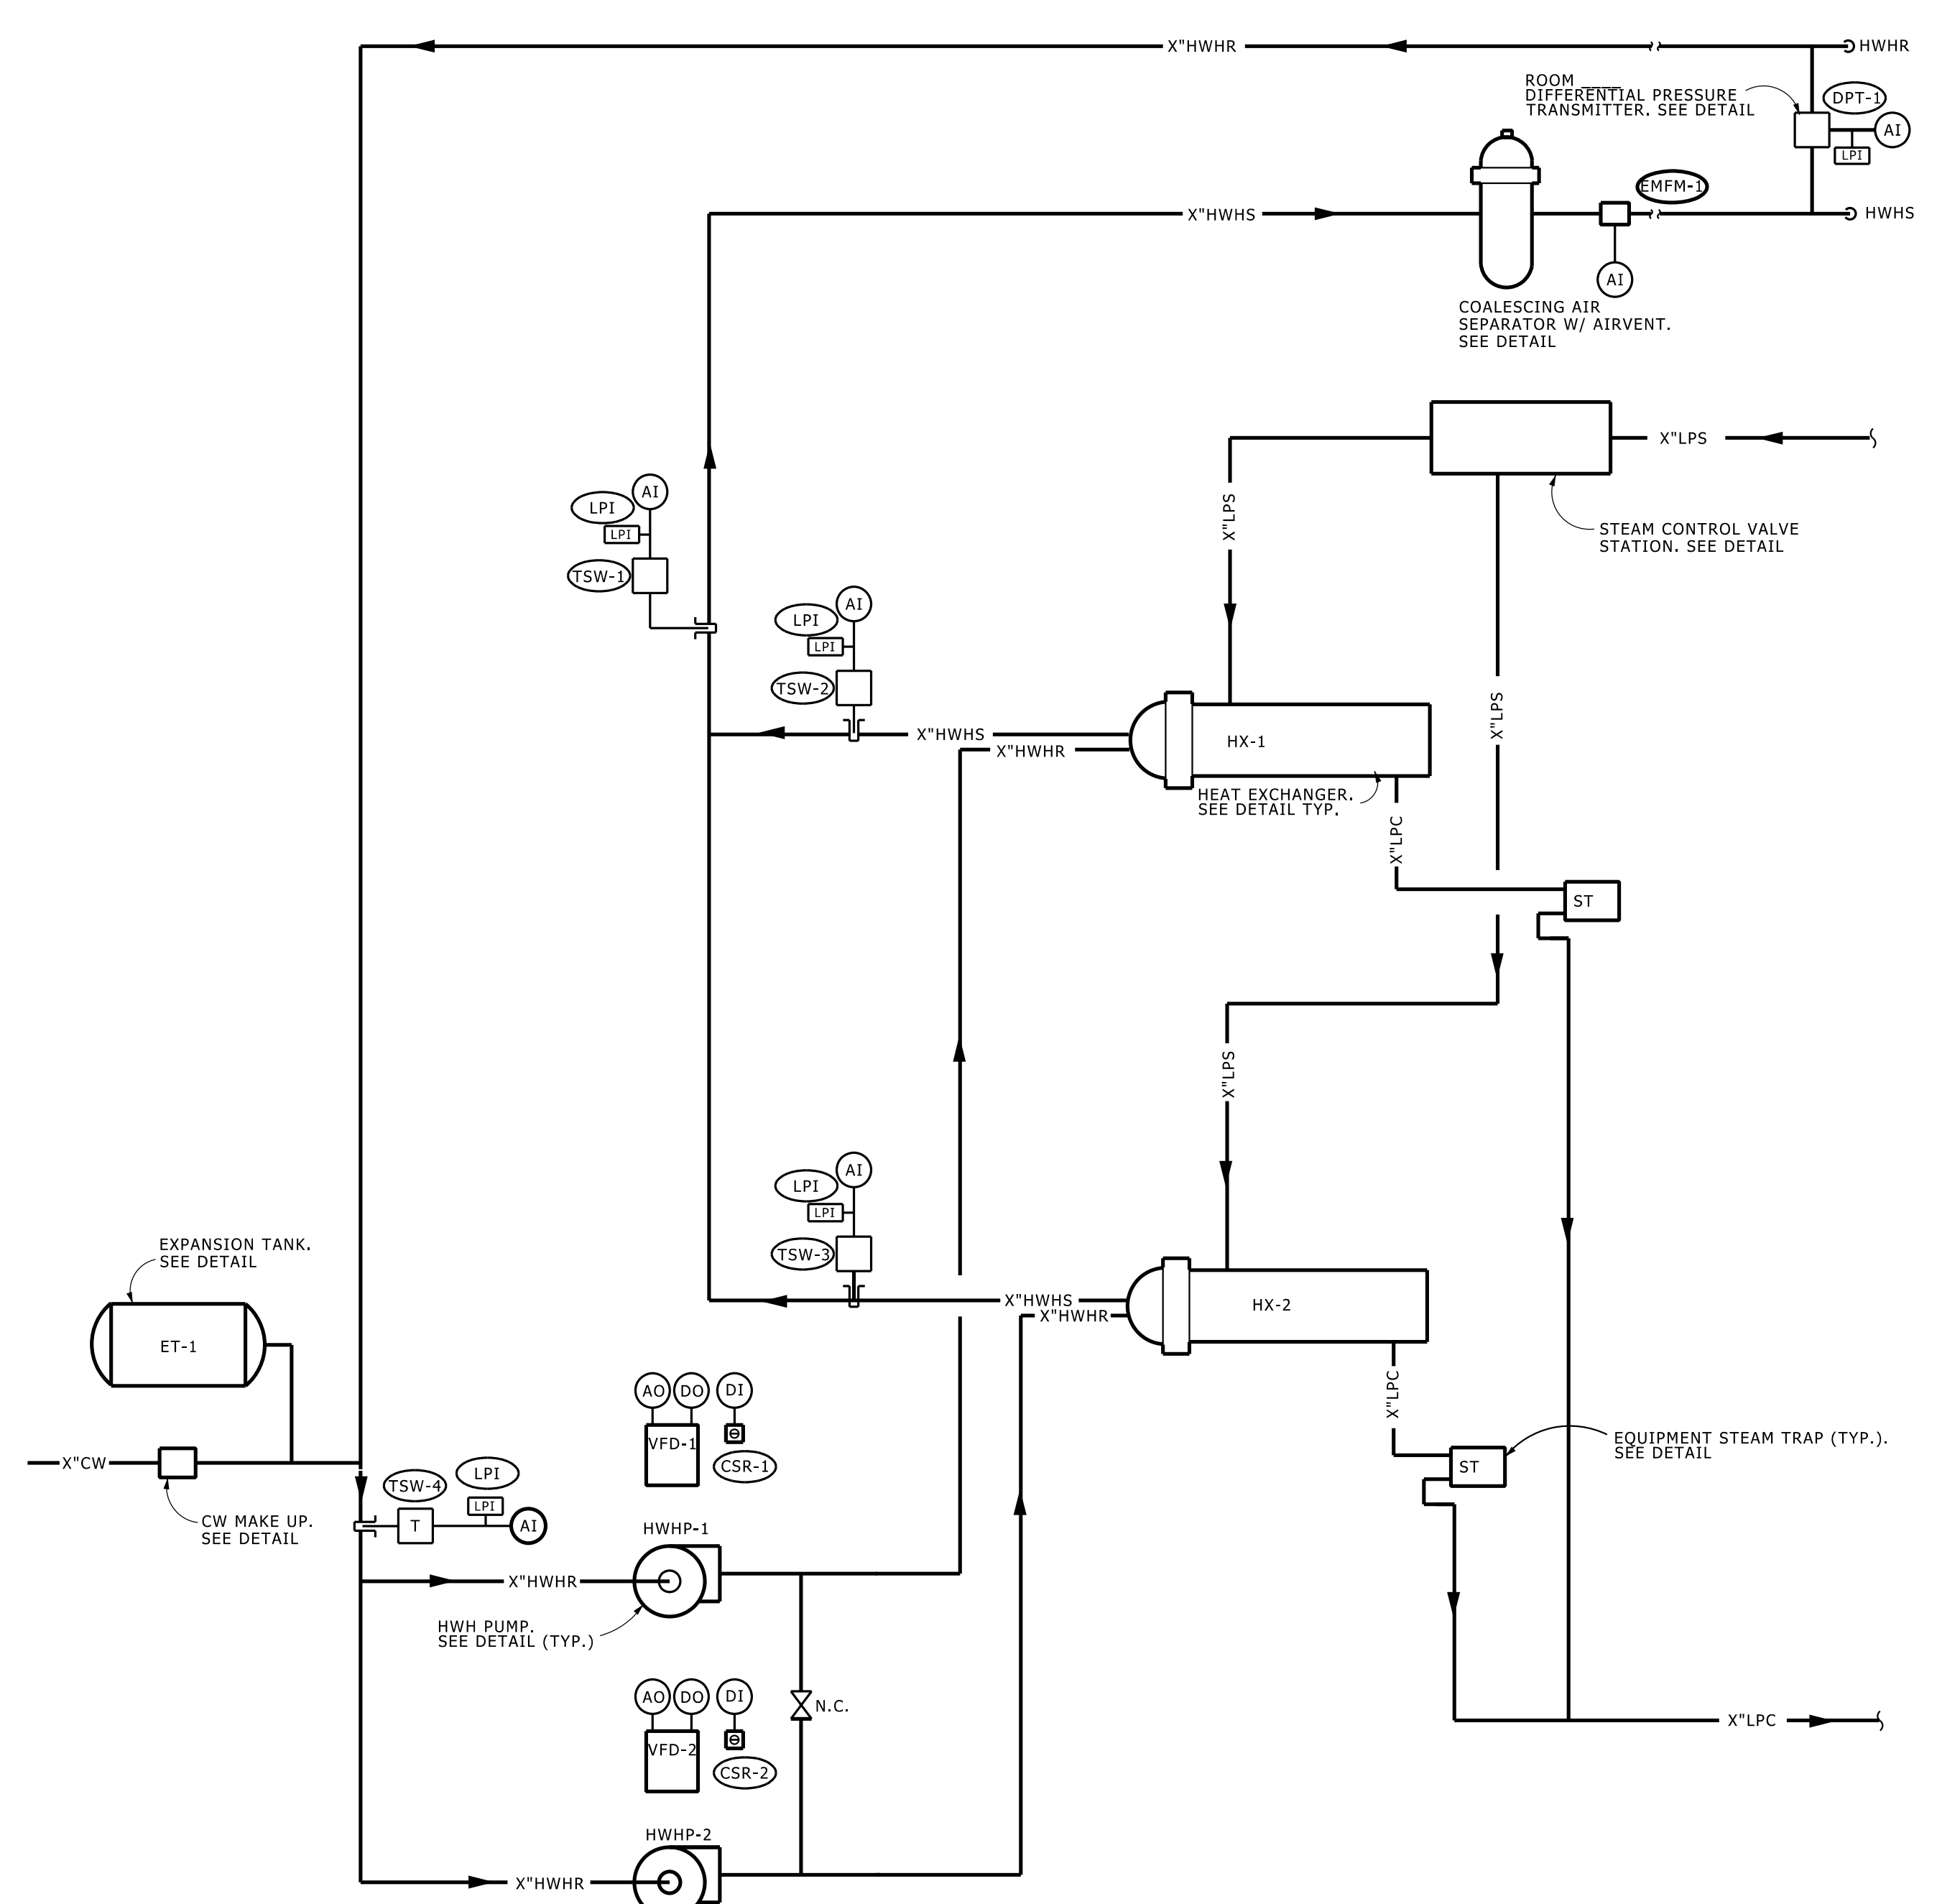 X"HWHR
HWHR
ROOM ____
DIFFERENTIAL PRESSURE
TRANSMITTER. SEE DETAIL
DPT-1
AI
LPI
EMFM-1
X"HWHS
HWHS
AI
COALESCING AIR
SEPARATOR W/ AIRVENT.
SEE DETAIL
X"LPS
STEAM CONTROL VALVE
STATION. SEE DETAIL
X"LPS
AI
LPI
LPI
TSW-1
AI
LPI
LPI
TSW-2
X"LPS
X"HWHS
X"HWHR
HX-1
HEAT EXCHANGER.
SEE DETAIL TYP.
X"LPC
ST
X"LPS
AI
LPI
LPI
TSW-3
EXPANSION TANK.
SEE DETAIL
ET-1
X"HWHS
X"HWHR
HX-2
X"LPC
AO
DO
DI
VFD-1
CSR-1
EQUIPMENT STEAM TRAP (TYP.).
SEE DETAIL
ST
X"CW
TSW-4
LPI
LPI
T
AI
CW MAKE UP.
SEE DETAIL
HWHP-1
X"HWHR
HWH PUMP.
SEE DETAIL (TYP.)
AO
DO
DI
N.C.
VFD-2
CSR-2
X"LPC
HWHP-2
X"HWHR